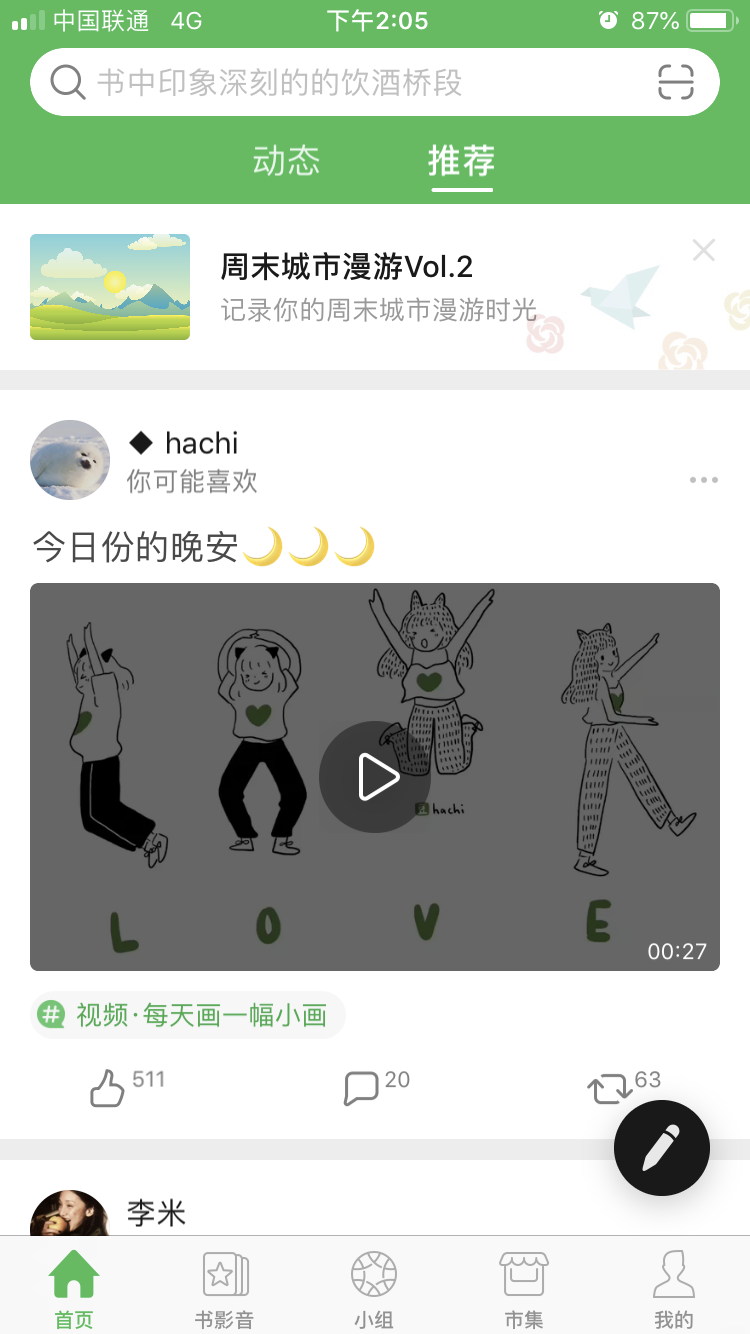 中国联通 4G 下午2:05 87%
书中印象深刻的的饮酒桥段
动态 推荐
周末城市漫游Vol.2
记录你的周末城市漫游时光
◆ hachi
你可能喜欢
今日份的晚安🌙🌙🌙
hachi
L O V E
00:27
# 视频·每天画一幅小画
511 20 63
李米
首页 书影音 小组 市集 我的